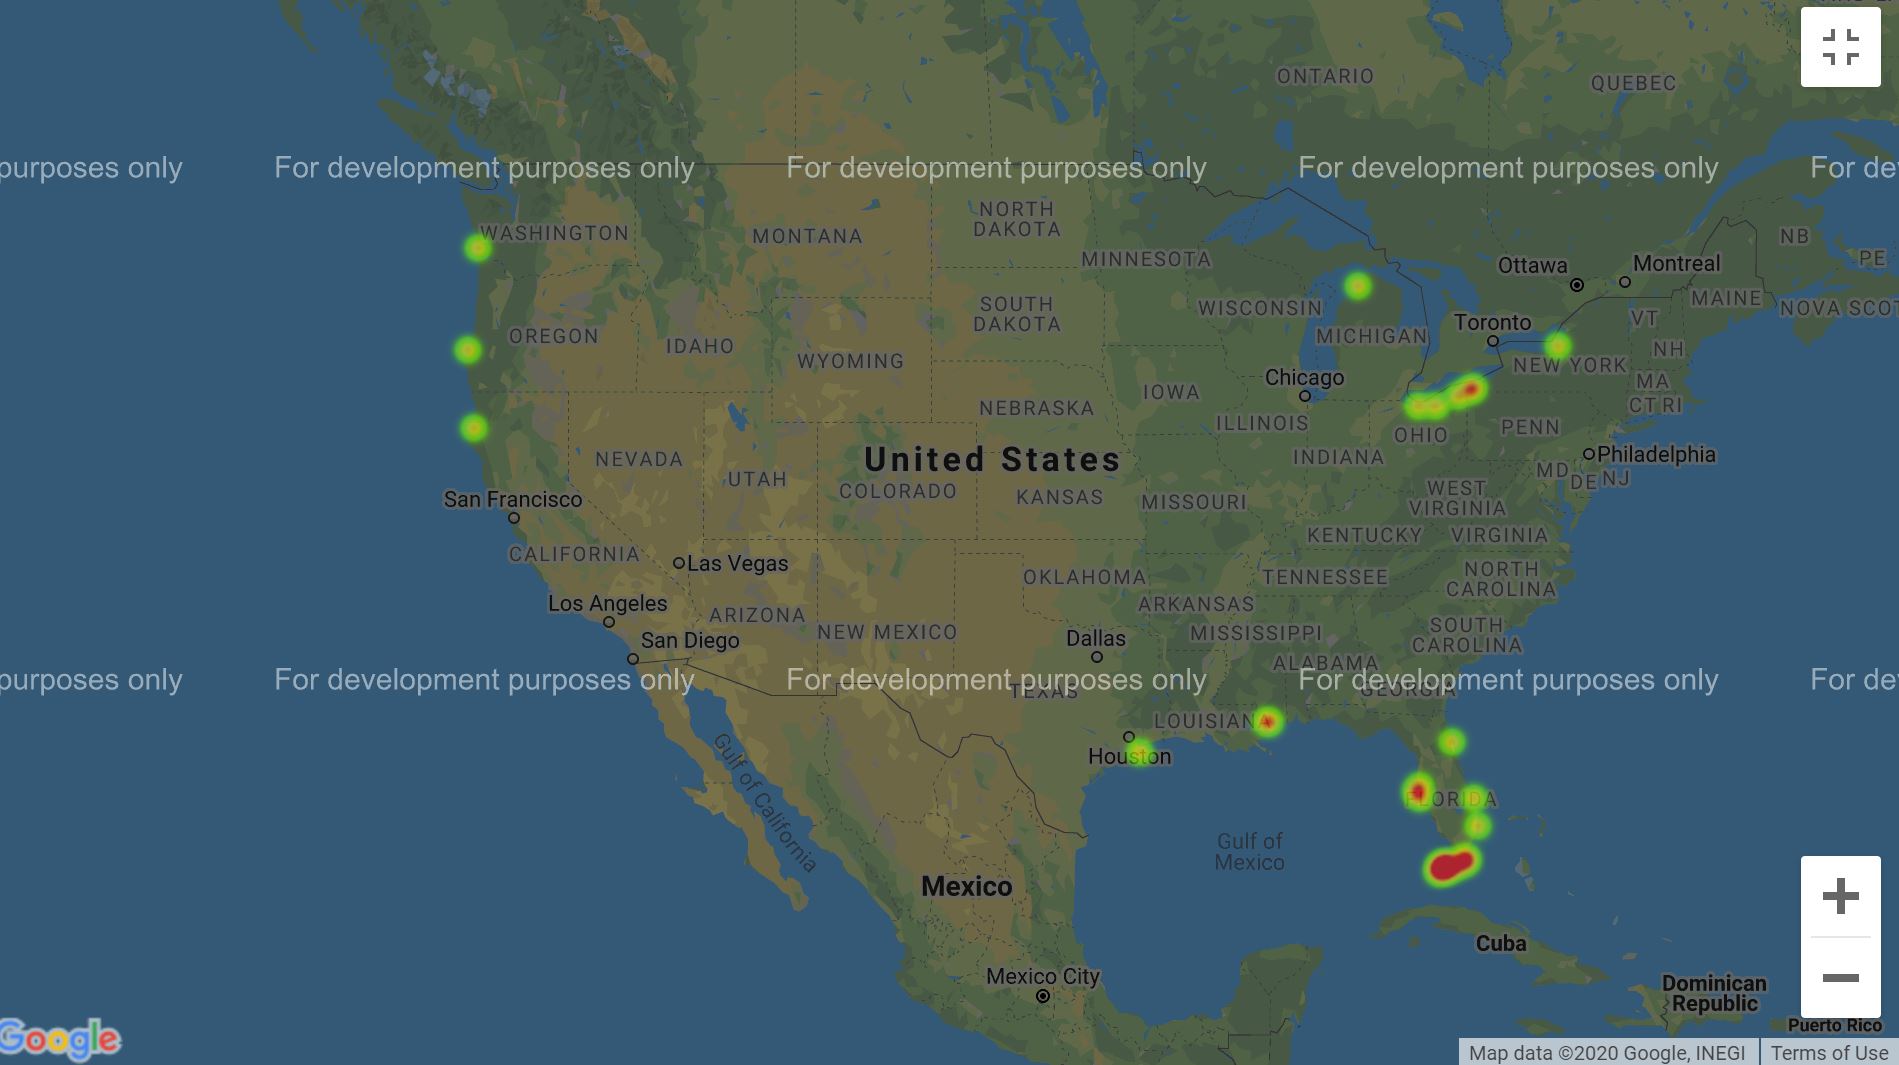 ONTARIO
QUEBEC
purposes only
For development purposes only
For development purposes only
For development purposes only
For de
WASHINGTON
MONTANA
NORTH
DAKOTA
MINNESOTA
NB
PE
Ottawa
Montreal
SOUTH
DAKOTA
WISCONSIN
MAINE
NOVA SCOT
OREGON
IDAHO
WYOMING
MICHIGAN
Toronto
VT
NH
NEW YORK
Chicago
IOWA
MA
CT RI
NEBRASKA
ILLINOIS
OHIO
PENN
NEVADA
UTAH
United States
COLORADO
KANSAS
MISSOURI
INDIANA
Philadelphia
MD
DE
NJ
WEST
VIRGINIA
San Francisco
KENTUCKY
VIRGINIA
CALIFORNIA
Las Vegas
OKLAHOMA
TENNESSEE
NORTH
CAROLINA
Los Angeles
ARIZONA
NEW MEXICO
ARKANSAS
San Diego
Dallas
MISSISSIPPI
SOUTH
CAROLINA
ALABAMA
purposes only
For development purposes only
For development purposes only
For development purposes only
For de
TEXAS
GEORGIA
LOUISIANA
Houston
Gulf of California
FLORIDA
Gulf of
Mexico
Mexico
Cuba
Mexico City
Dominican
Republic
Puerto Rico
Google
Map data ©2020 Google, INEGI
Terms of Use